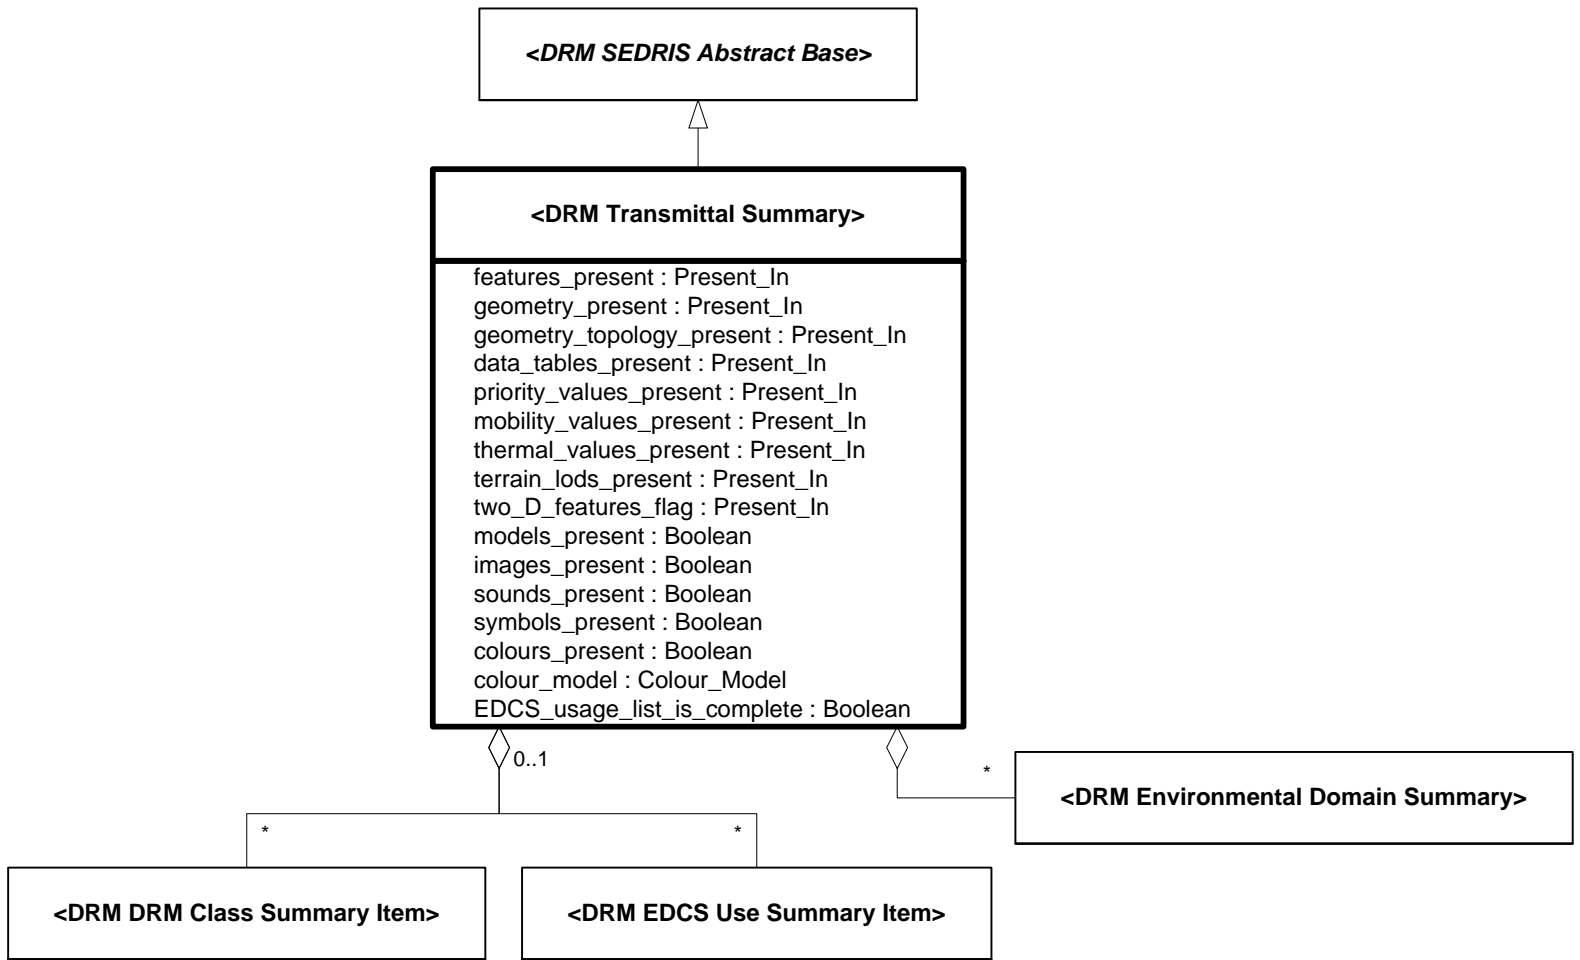 <DRM SEDRIS Abstract Base>
<DRM Transmittal Summary>
features_present : Present_In
geometry_present : Present_In
geometry_topology_present : Present_In
data_tables_present : Present_In
priority_values_present : Present_In
mobility_values_present : Present_In
thermal_values_present : Present_In
terrain_lods_present : Present_In
two_D_features_flag : Present_In
models_present : Boolean
images_present : Boolean
sounds_present : Boolean
symbols_present : Boolean
colours_present : Boolean
colour_model : Colour_Model
EDCS_usage_list_is_complete : Boolean
0..1
*
<DRM Environmental Domain Summary>
*
*
<DRM DRM Class Summary Item>
<DRM EDCS Use Summary Item>